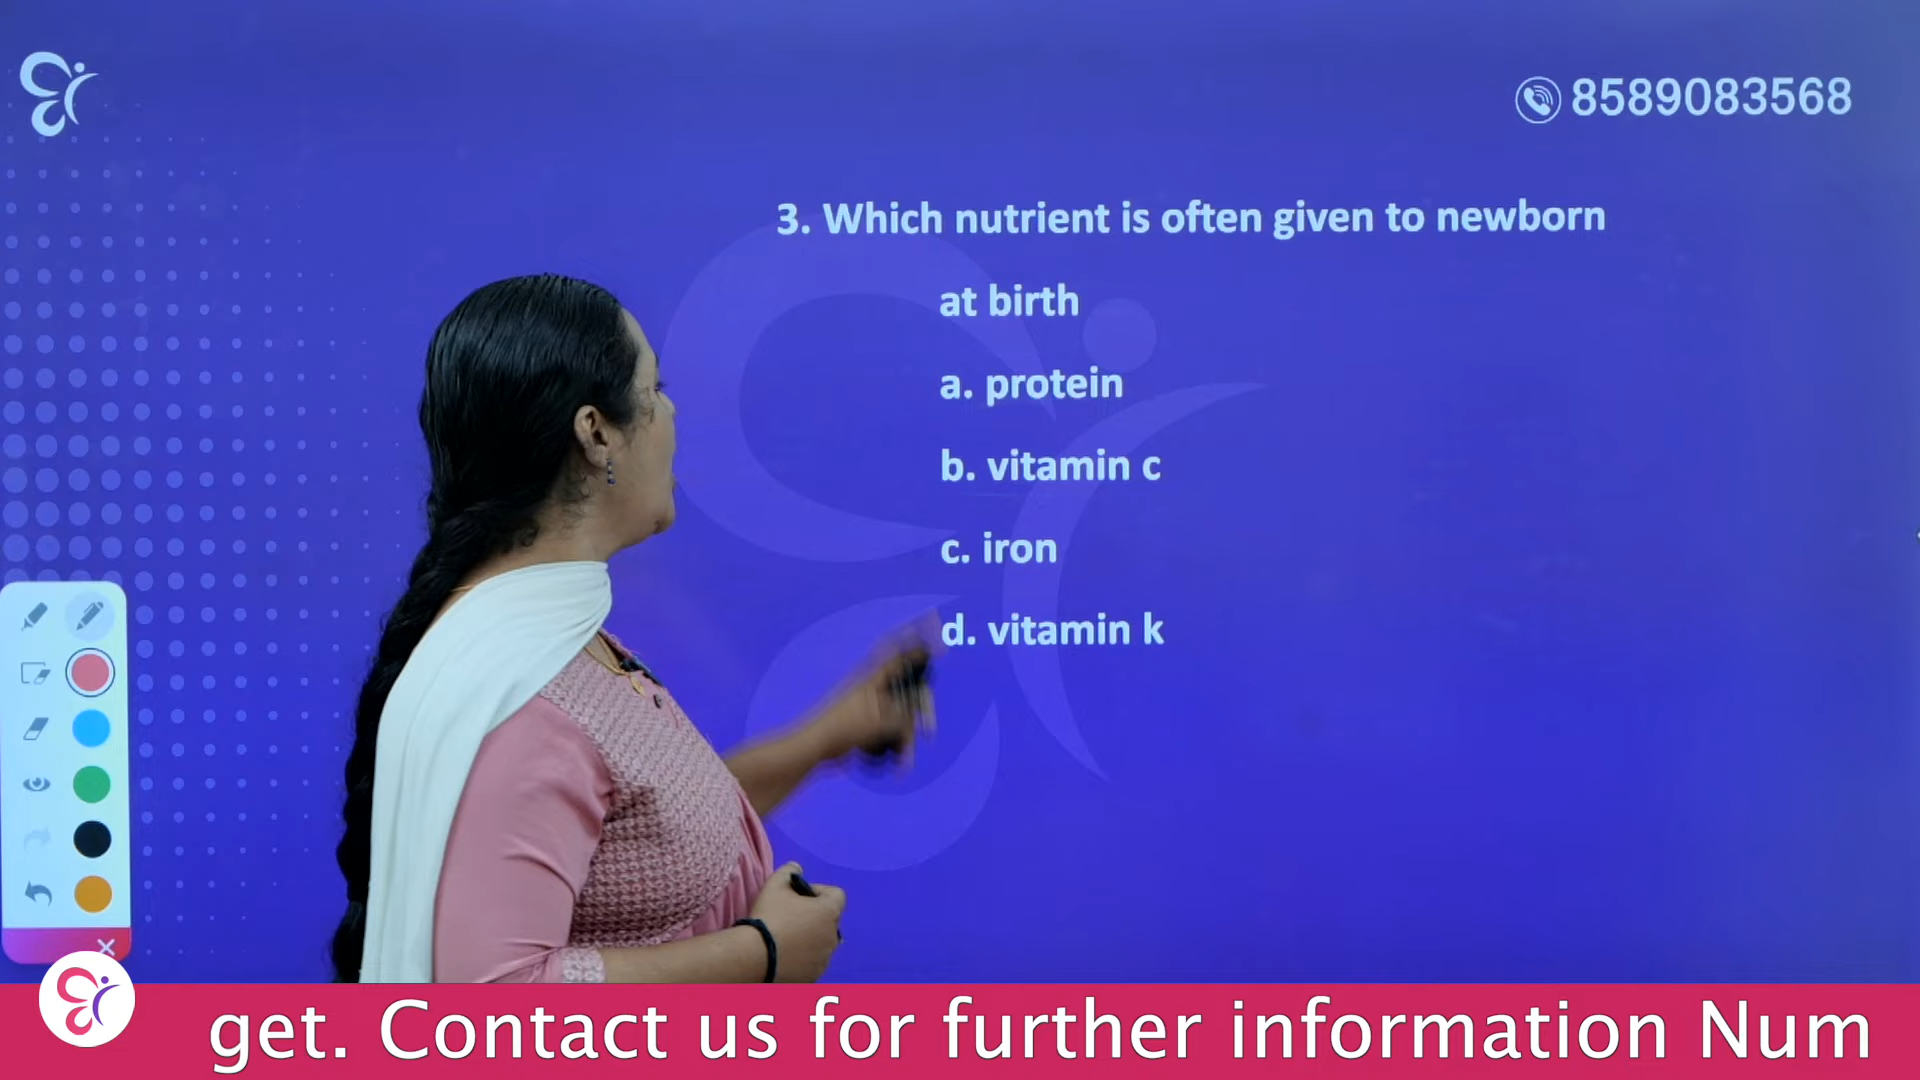 8589083568
3. Which nutrient is often given to newborn
at birth
a. protein
b. vitamin c
c. iron
d. vitamin k
get. Contact us for further information Num